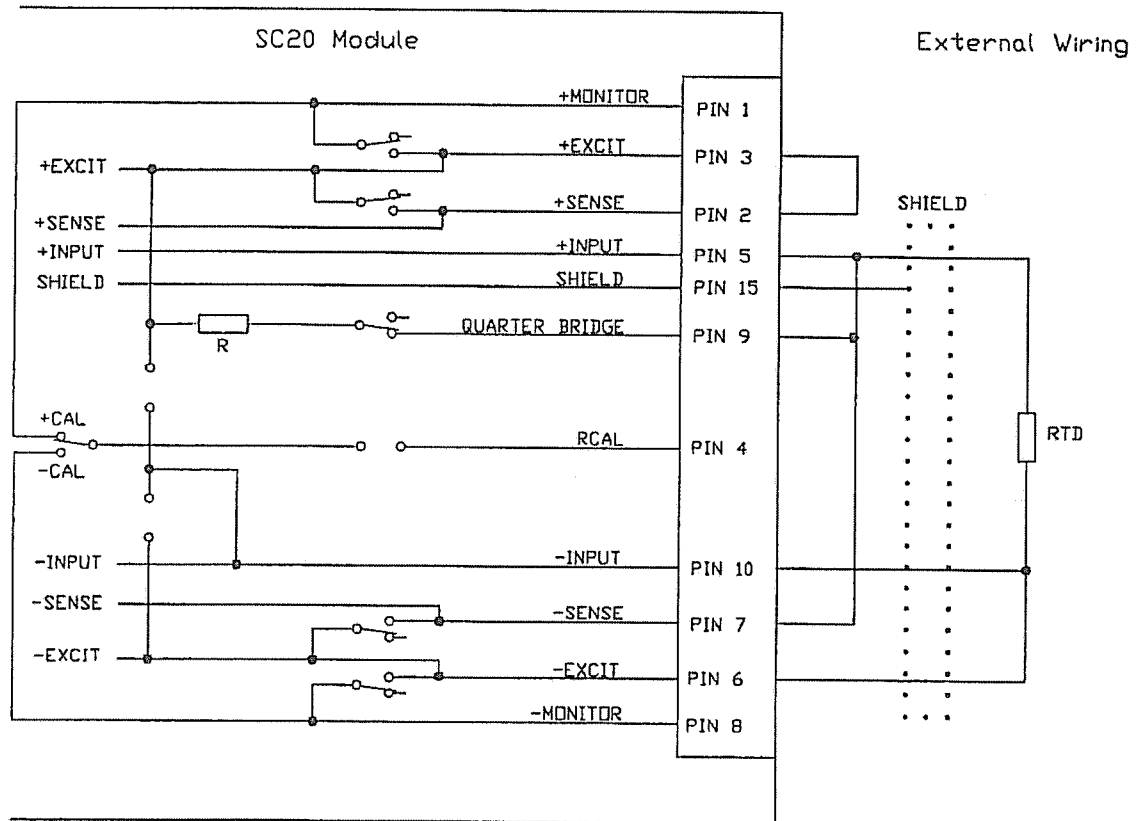 SC20 Module
External Wiring
+MONITOR
PIN 1
+EXCIT
PIN 3
+EXCIT
+SENSE
PIN 2
SHIELD
+SENSE
+INPUT
+INPUT
PIN 5
SHIELD
SHIELD
PIN 15
QUARTER BRIDGE
PIN 9
R
+CAL
RCAL
PIN 4
RTD
-CAL
-INPUT
-INPUT
PIN 10
-SENSE
-SENSE
PIN 7
-EXCIT
-EXCIT
PIN 6
-MONITOR
PIN 8